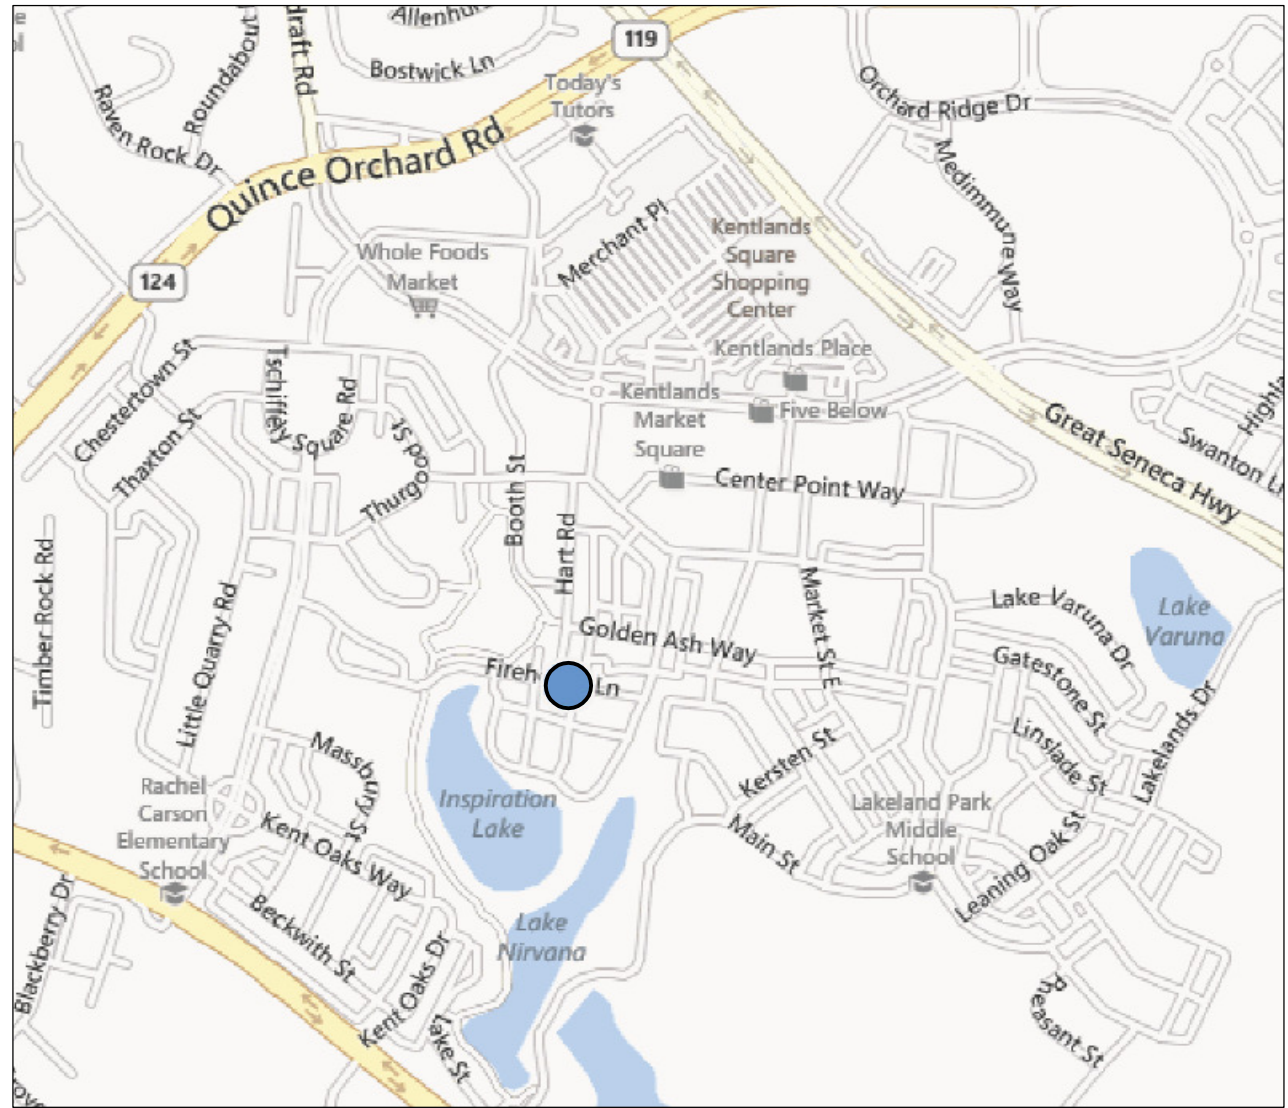 Allenhur
119
draft Rd
Roundabout
Bostwick Ln
Today's
Tutors
Orchard Ridge Dr
Raven Rock Dr
Quince Orchard Rd
Medimmune Way
Merchant Pl
Kentlands
Square
Shopping
Center
Whole Foods
Market
124
Kentlands Place
Chestertown St
Tschiffely Square Rd
Kentlands
Market
Square
Five Below
Highla
Thaxton St
Thurgood St
Great Seneca Hwy
Swanton Ln
Center Point Way
Booth St
Hart Rd
Timber Rock Rd
Little Quarry Rd
Market St E
Lake Varuna Dr
Lake
Varuna
Golden Ash Way
Gatestone St
Fireh
Ln
Linslade St
Lakelands Dr
Massbury St
Kersten St
Rachel
Carson
Elementary
School
Inspiration
Lake
Lakeland Park
Middle
School
Kent Oaks Way
Main St
Leaning Oak St
Blackberry Dr
Beckwith St
Lake
Nirvana
Kent Oaks Dr
Lake St
Pheasant St